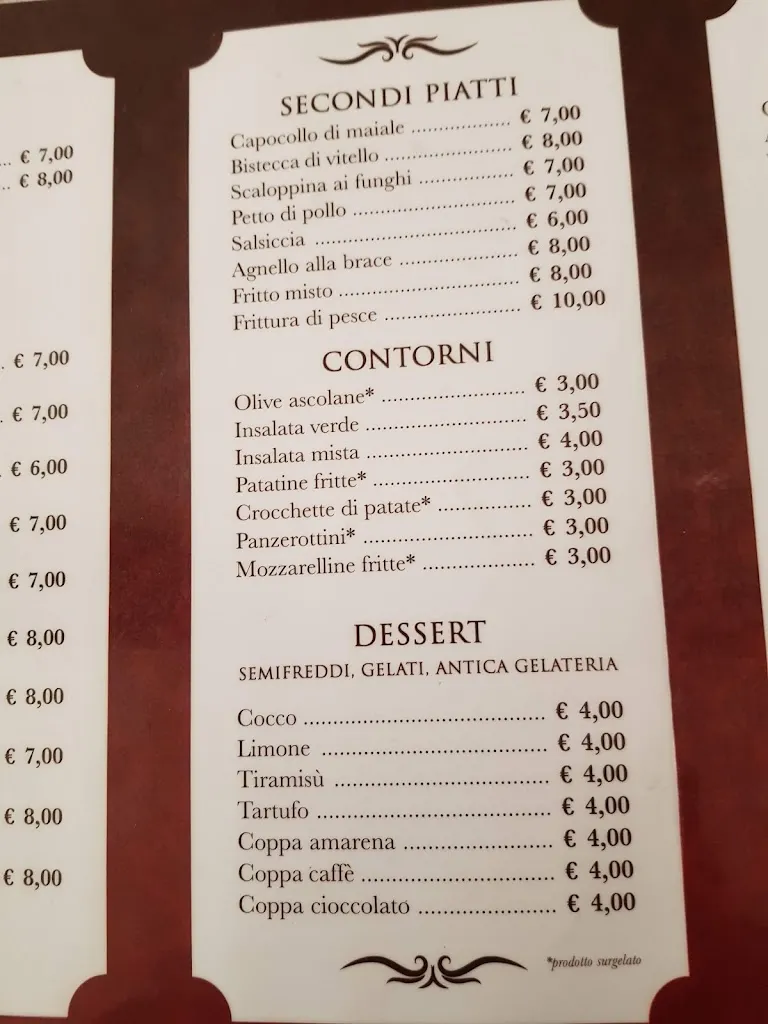 € 7,00
€ 8,00
€ 7,00
€ 7,00
€ 6,00
€ 7,00
€ 7,00
€ 8,00
€ 8,00
€ 7,00
€ 8,00
€ 8,00
SECONDI PIATTI
Capocollo di maiale .................... € 7,00
Bistecca di vitello .......................... € 8,00
Scaloppina ai funghi ................... € 7,00
Petto di pollo ................................. € 7,00
Salsiccia ........................................ € 6,00
Agnello alla brace ........................ € 8,00
Fritto misto .................................... € 8,00
Frittura di pesce ........................... € 10,00
CONTORNI
Olive ascolane* ............................ € 3,00
Insalata verde ............................... € 3,50
Insalata mista ............................... € 4,00
Patatine fritte* .............................. € 3,00
Crocchette di patate* ................. € 3,00
Panzerottini* ................................. € 3,00
Mozzarelline fritte* ..................... € 3,00
DESSERT
SEMIFREDDI, GELATI, ANTICA GELATERIA
Cocco .......................................... € 4,00
Limone ........................................ € 4,00
Tiramisù ...................................... € 4,00
Tartufo ......................................... € 4,00
Coppa amarena ......................... € 4,00
Coppa caffè ................................ € 4,00
Coppa cioccolato ....................... € 4,00
*prodotto surgelato